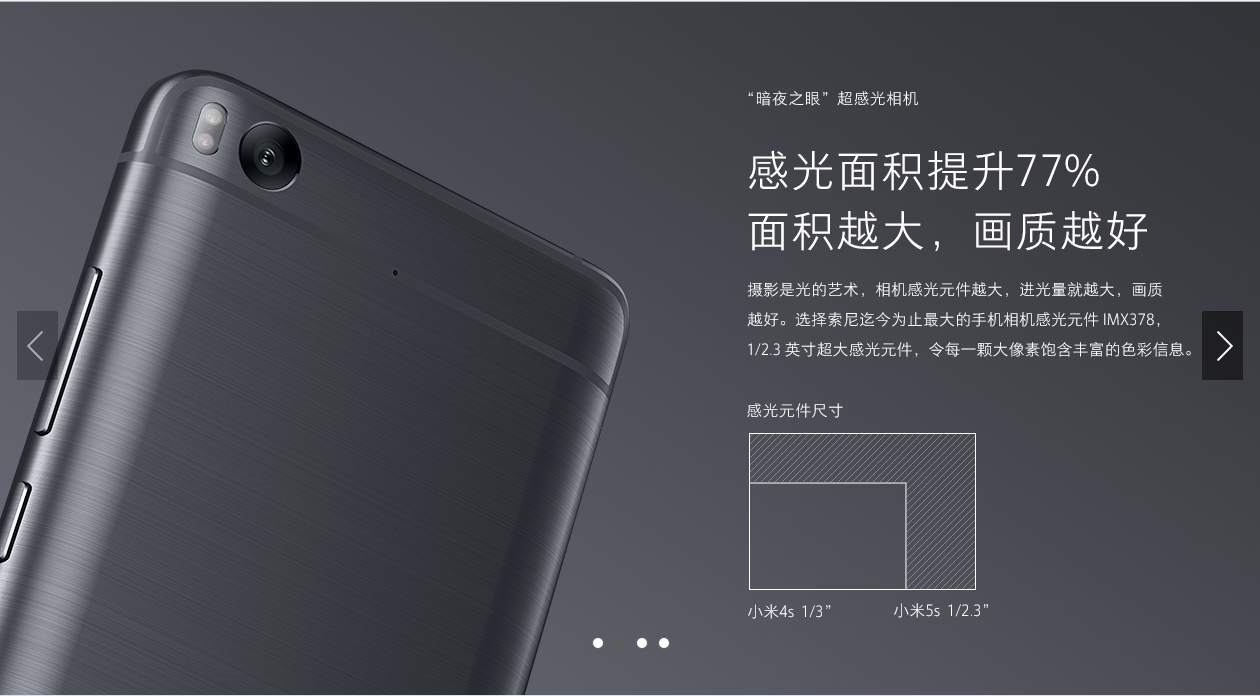 “暗夜之眼”超感光相机
感光面积提升77%
面积越大，画质越好
摄影是光的艺术，相机感光元件越大，进光量就越大，画质
越好。选择索尼迄今为止最大的手机相机感光元件 IMX378，
1/2.3 英寸超大感光元件，令每一颗大像素饱含丰富的色彩信息。
感光元件尺寸
小米4s 1/3” 小米5s 1/2.3”